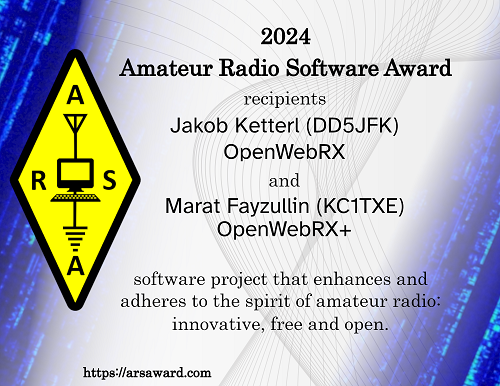 2024
Amateur Radio Software Award
recipients
Jakob Ketterl (DD5JFK)
OpenWebRX
and
Marat Fayzullin (KC1TXE)
OpenWebRX+
A
R S
A
software project that enhances and
adheres to the spirit of amateur radio:
innovative, free and open.
https://arsaward.com